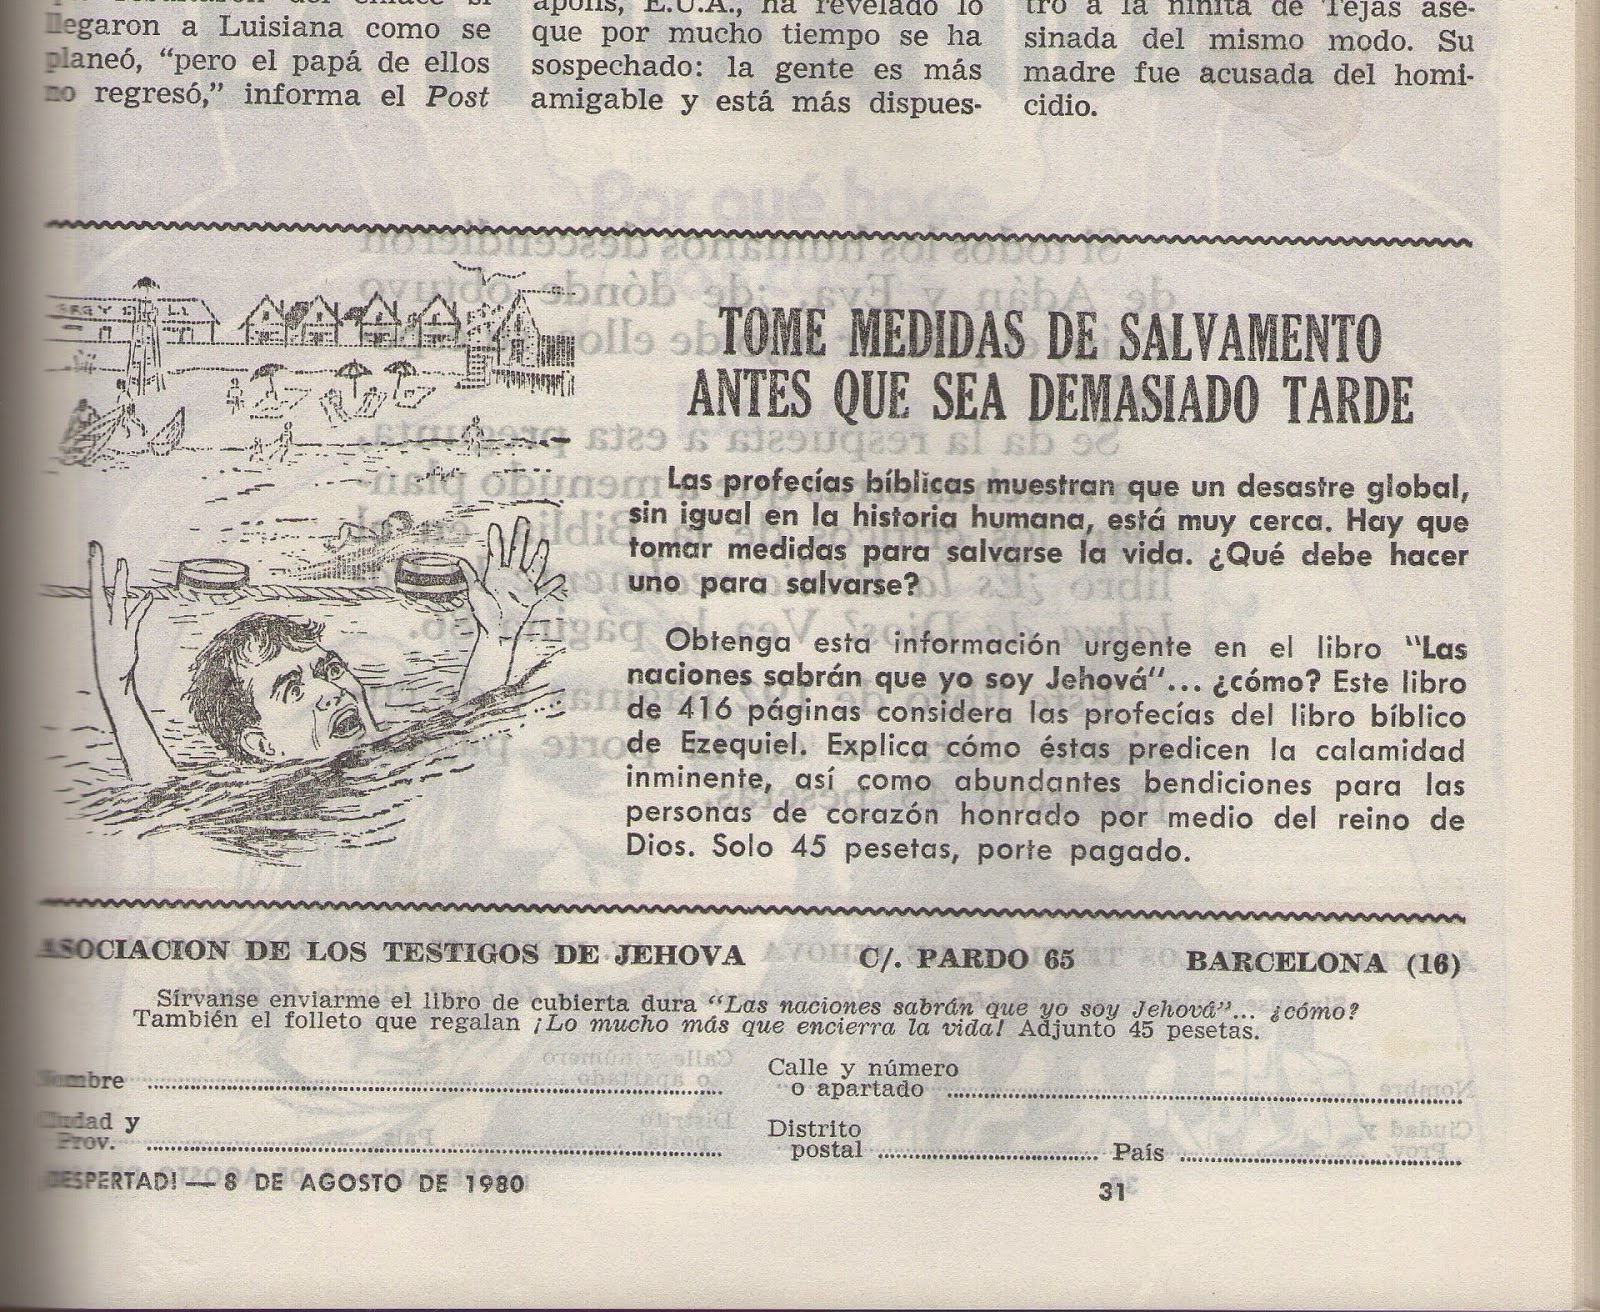 llegaron a Luisiana como se
planeó, “pero el papá de ellos
no regresó,” informa el Post
apolis, E.U.A., ha revelado lo
que por mucho tiempo se ha
sospechado: la gente es más
amigable y está más dispues-
tro a la niñita de Tejas ase-
sinada del mismo modo. Su
madre fue acusada del homi-
cidio.
TOME MEDIDAS DE SALVAMENTO
ANTES QUE SEA DEMASIADO TARDE
Las profecías bíblicas muestran que un desastre global,
sin igual en la historia humana, está muy cerca. Hay que
tomar medidas para salvarse la vida. ¿Qué debe hacer
uno para salvarse?
Obtenga esta información urgente en el libro “Las
naciones sabrán que yo soy Jehová”... ¿cómo? Este libro
de 416 páginas considera las profecías del libro bíblico
de Ezequiel. Explica cómo éstas predicen la calamidad
inminente, así como abundantes bendiciones para las
personas de corazón honrado por medio del reino de
Dios. Solo 45 pesetas, porte pagado.
ASOCIACION DE LOS TESTIGOS DE JEHOVA C/. PARDO 65 BARCELONA (16)
Sírvanse enviarme el libro de cubierta dura “Las naciones sabrán que yo soy Jehová”... ¿cómo?
También el folleto que regalan ¡Lo mucho más que encierra la vida! Adjunto 45 pesetas.
Nombre
Calle y número
o apartado
Ciudad y
Prov.
Distrito
postal
País
¡DESPERTAD! — 8 DE AGOSTO DE 1980 31